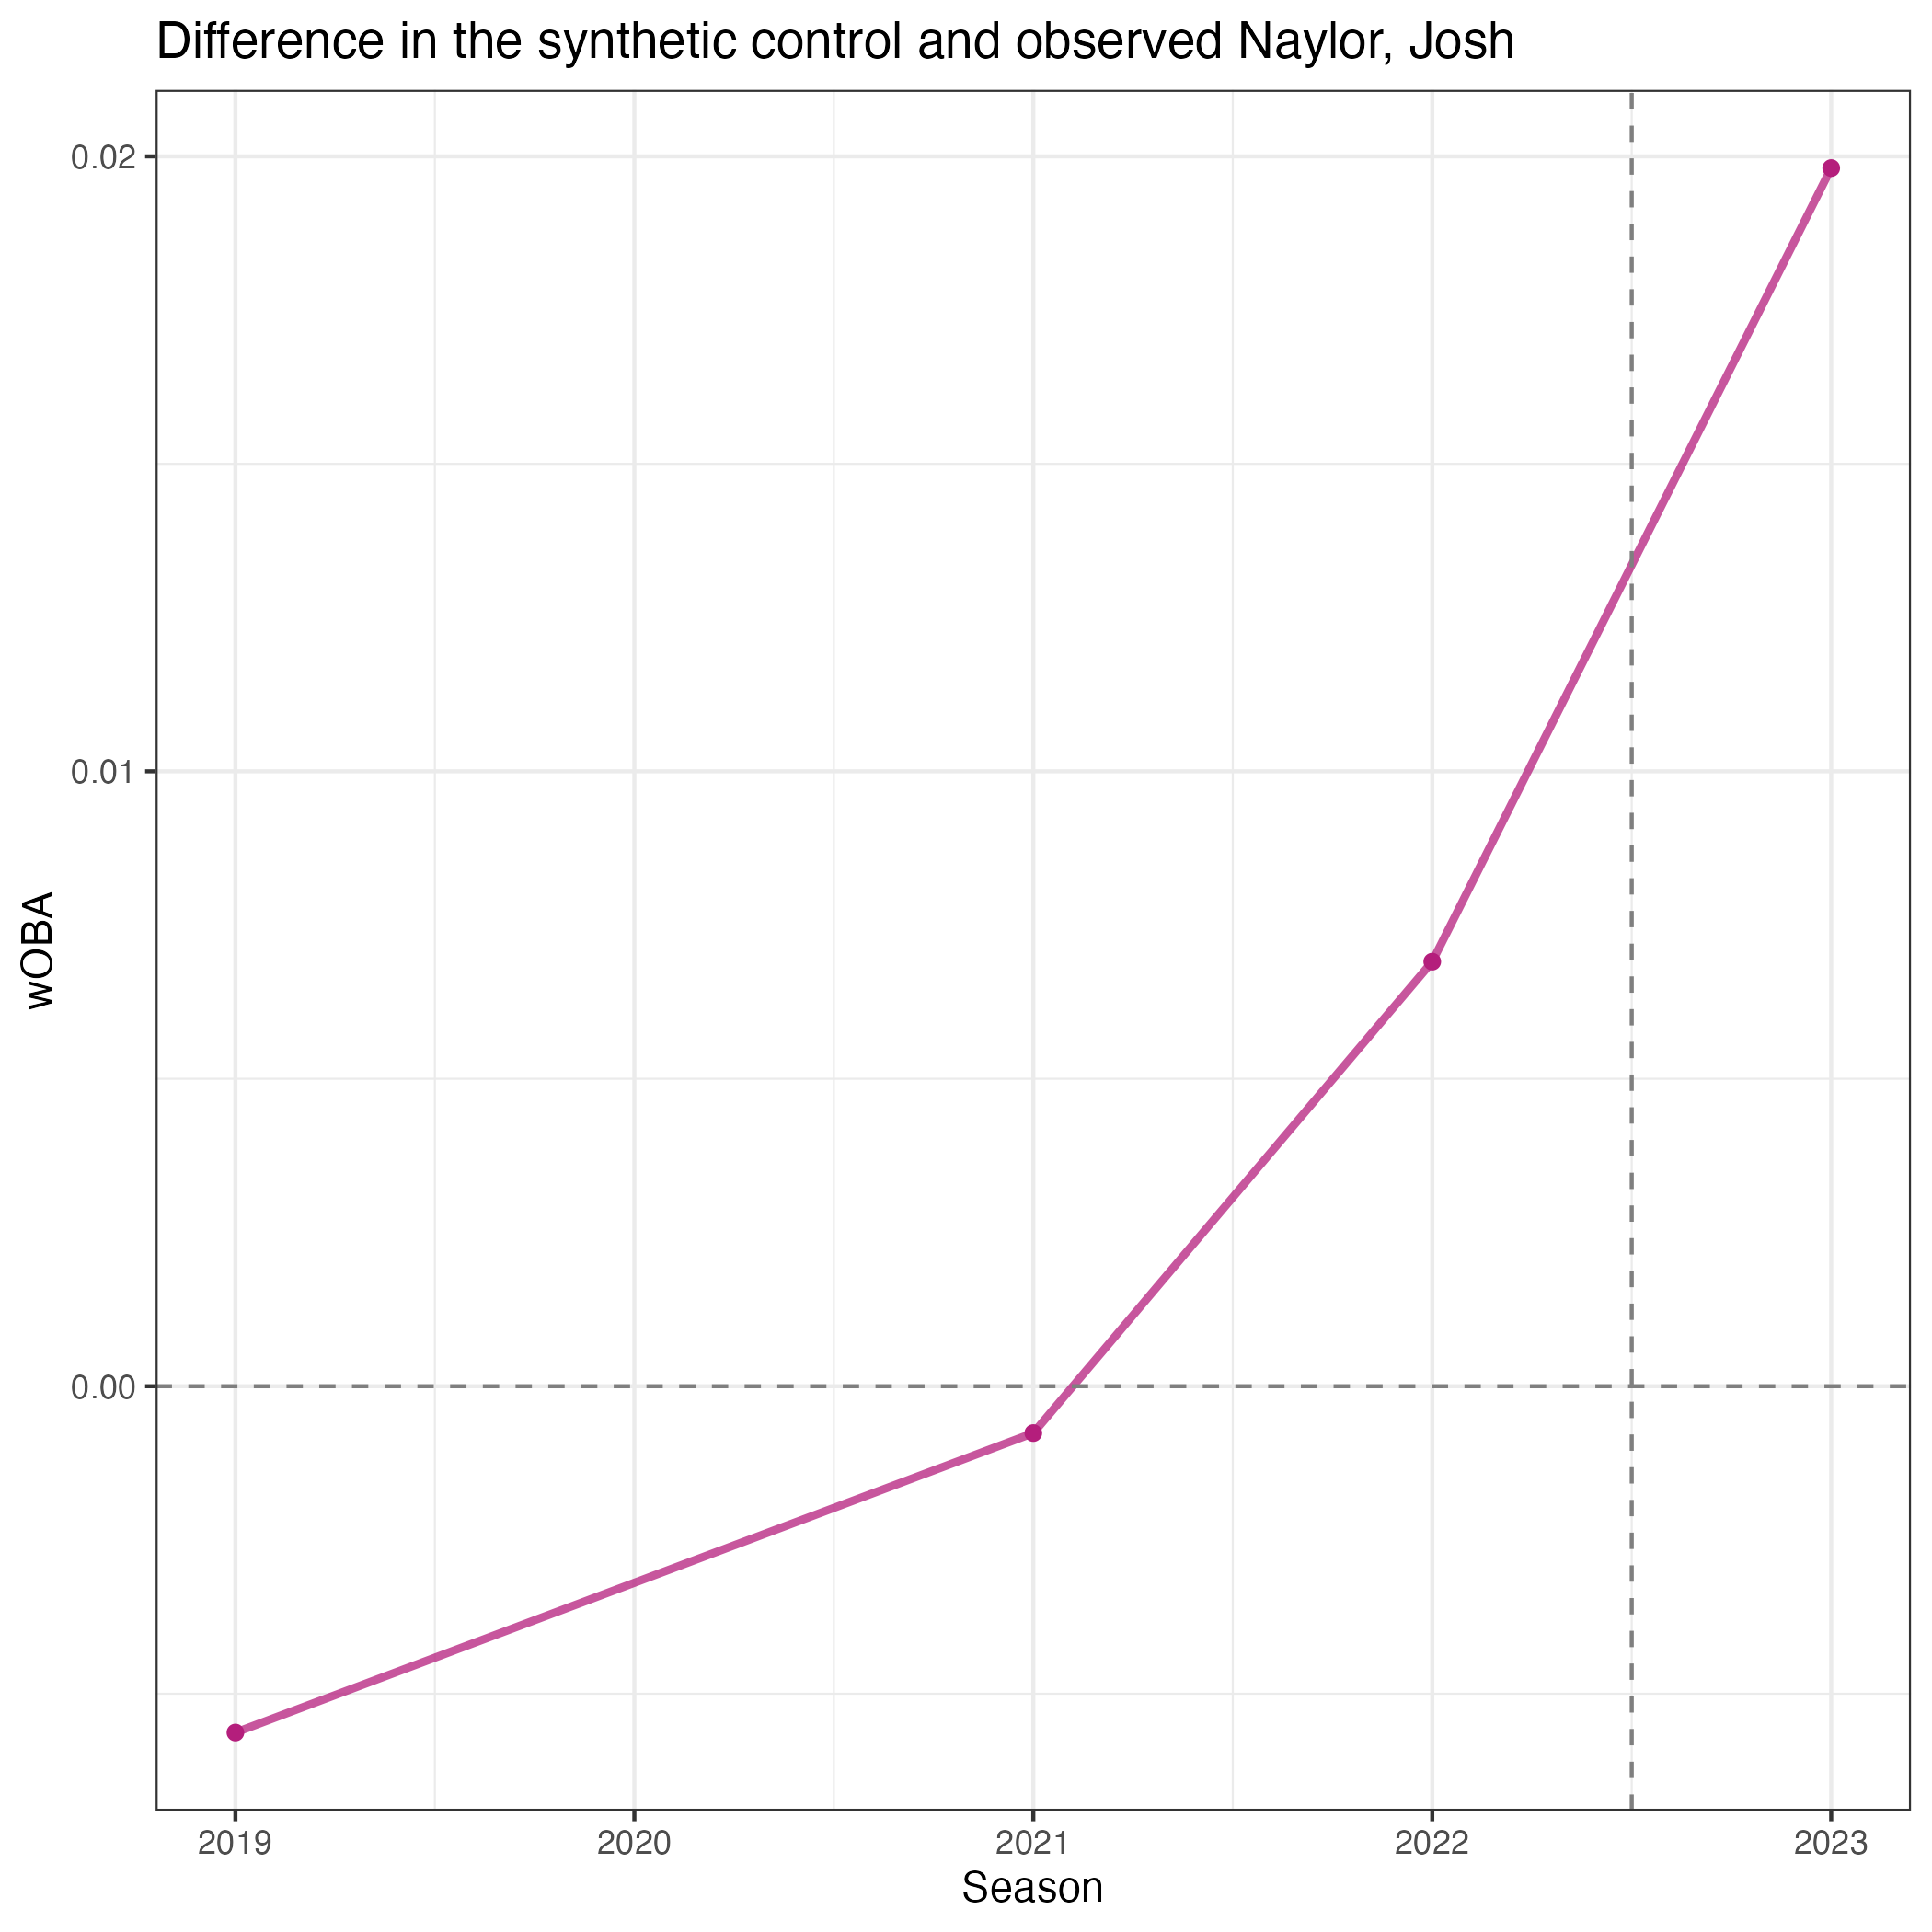 Difference in the synthetic control and observed Naylor, Josh
0.02
0.01
0.00
wOBA
2019 2020 2021 2022 2023
Season